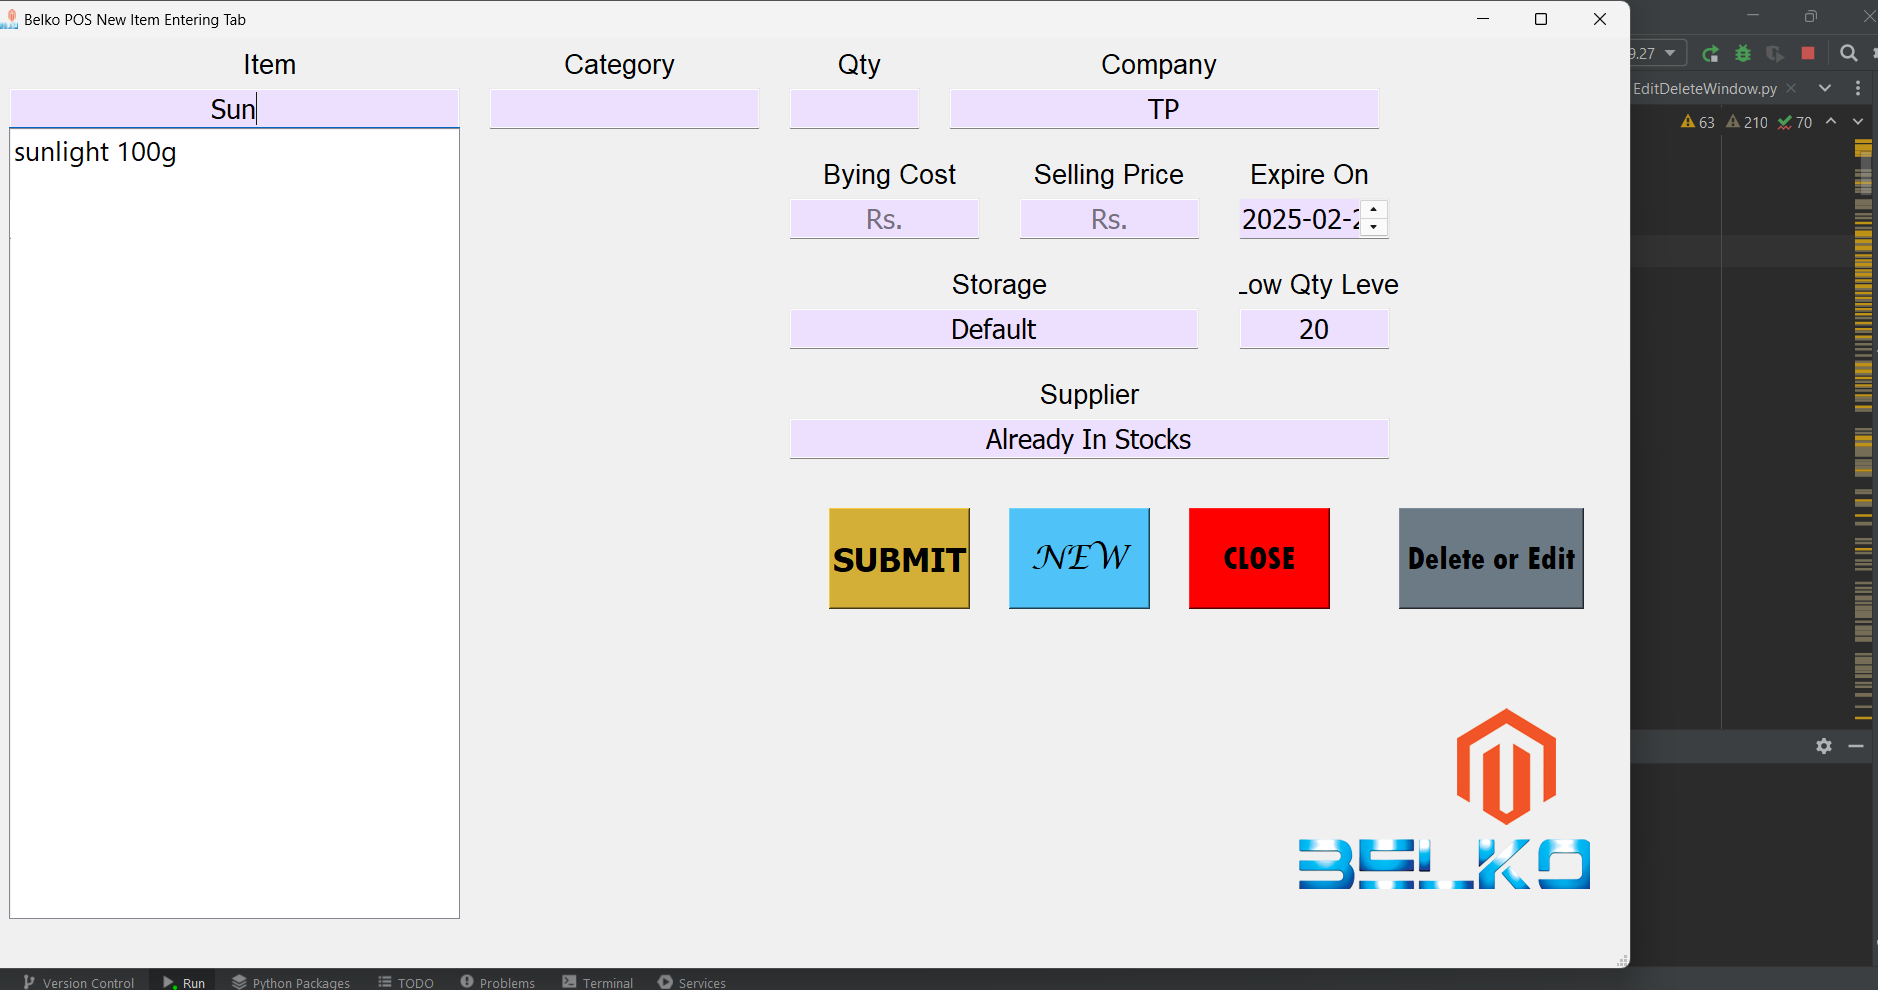 Belko POS New Item Entering Tab
Item Category Qty Company
Sun TP
sunlight 100g
Bying Cost Selling Price Expire On
Rs. Rs. 2025-02-2
Storage Low Qty Leve
Default 20
Supplier
Already In Stocks
SUBMIT NEW CLOSE Delete or Edit
BELKO
9.27
EditDeleteWindow.py
63 210 70
Version Control Run Python Packages TODO Problems Terminal Services